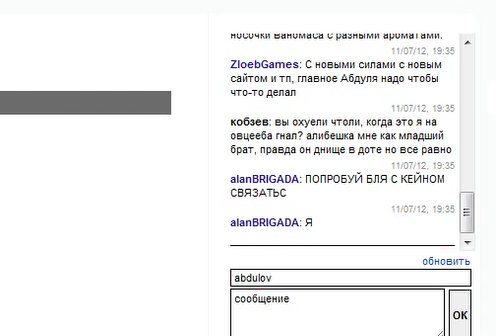 носочки ваномаса с разными ароматами.
11/07/12, 19:35
ZloebGames: С новыми силами с новым
сайтом и тп, главное Абдуля надо чтобы
что-то делал
11/07/12, 19:35
кобзев: вы охуели чтоли, когда это я на
овцееба гнал? алибешка мне как младший
брат, правда он днище в доте но все равно
11/07/12, 19:35
alanBRIGADA: ПОПРОБУЙ БЛЯ С КЕЙНОМ
СВЯЗАТЬС
11/07/12, 19:35
alanBRIGADA: Я
обновить
abdulov
сообщение
ОК